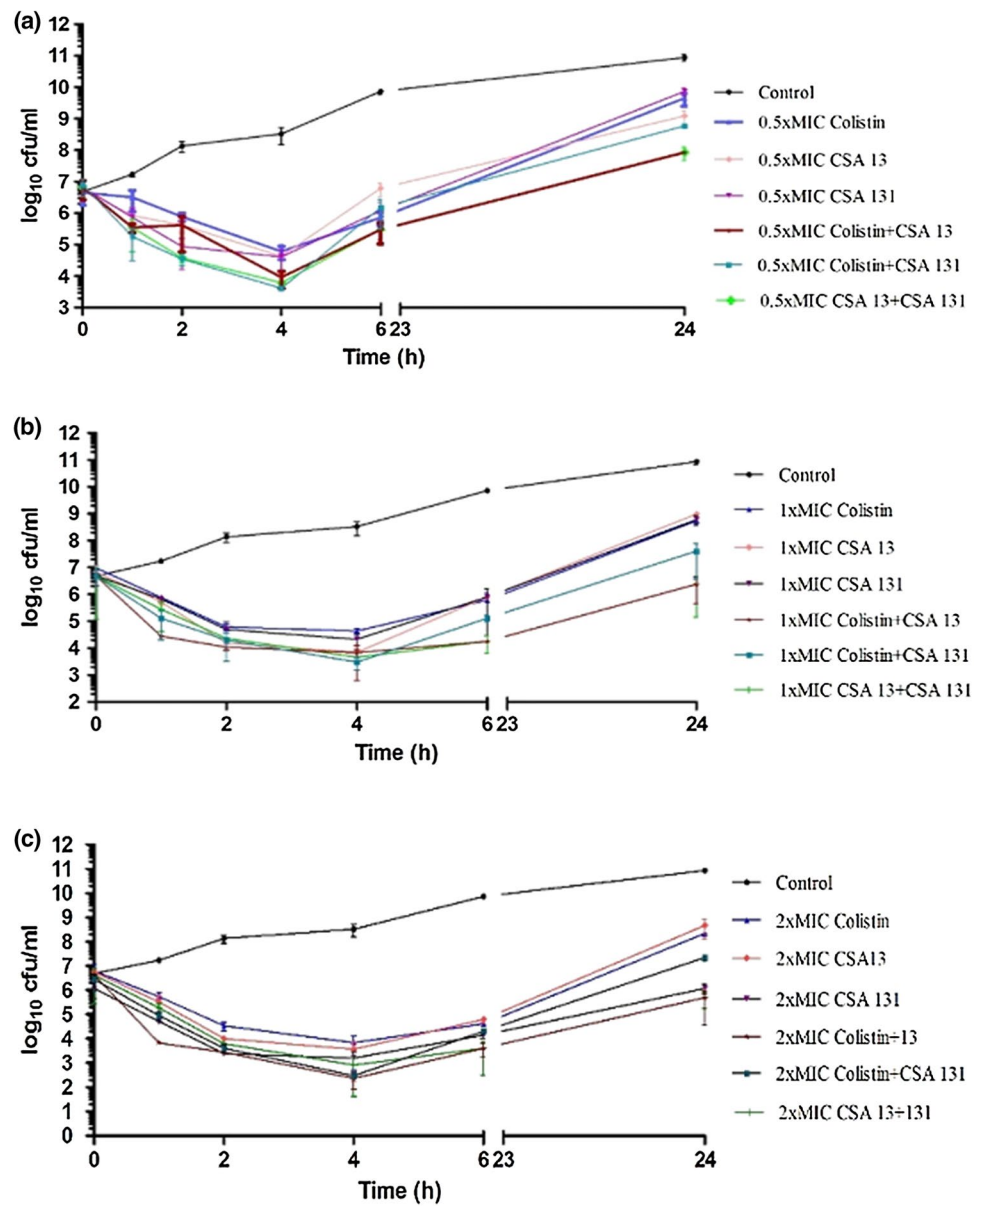 (a)
12
11
10
9
8
7
6
5
4
3
log10 cfu/ml
0 2 4 6 23 24
Time (h)
Control
0.5xMIC Colistin
0.5xMIC CSA 13
0.5xMIC CSA 131
0.5xMIC Colistin+CSA 13
0.5xMIC Colistin+CSA 131
0.5xMIC CSA 13+CSA 131
(b)
12
11
10
9
8
7
6
5
4
3
2
log10 cfu/ml
0 2 4 6 23 24
Time (h)
Control
1xMIC Colistin
1xMIC CSA 13
1xMIC CSA 131
1xMIC Colistin+CSA 13
1xMIC Colistin+CSA 131
1xMIC CSA 13+CSA 131
(c)
12
11
10
9
8
7
6
5
4
3
2
1
0
log10 cfu/ml
0 2 4 6 23 24
Time (h)
Control
2xMIC Colistin
2xMIC CSA13
2xMIC CSA 131
2xMIC Colistin+13
2xMIC Colistin+CSA 131
2xMIC CSA 13+131